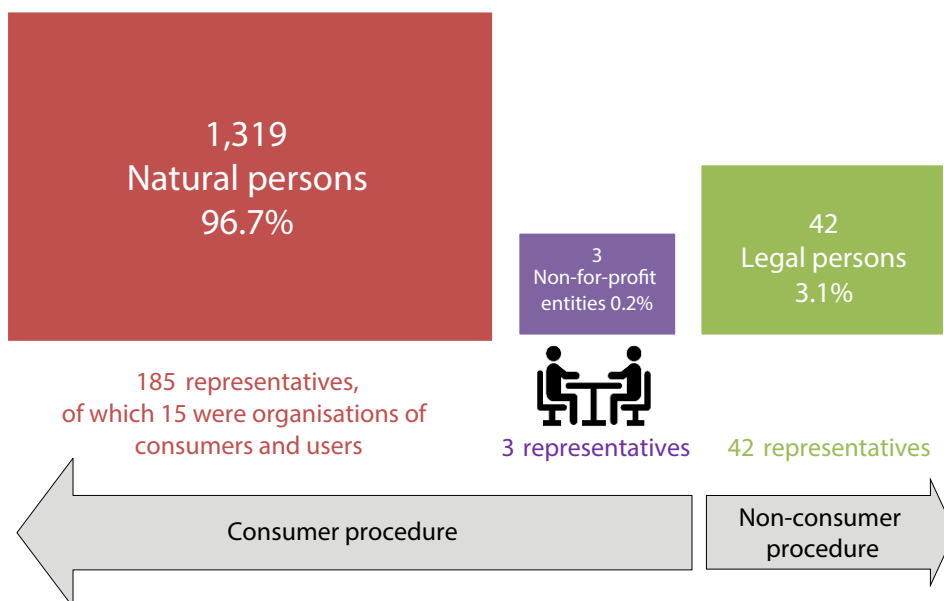 1,319
Natural persons
96.7%
3
Non-for-profit
entities 0.2%
42
Legal persons
3.1%
185 representatives,
of which 15 were organisations of
consumers and users
3 representatives
42 representatives
Consumer procedure
Non-consumer
procedure